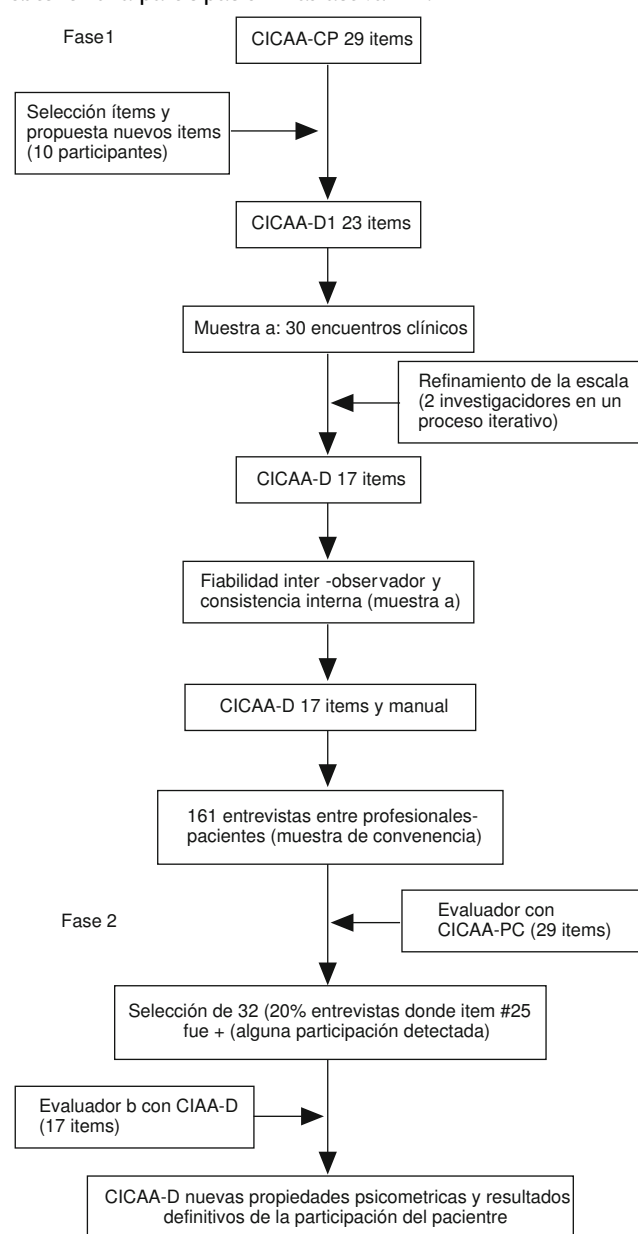 Fase1
CICAA-CP 29 items
Selección ítems y
propuesta nuevos items
(10 participantes)
CICAA-D1 23 items
Muestra a: 30 encuentros clínicos
Refinamiento de la escala
(2 investigacidores en un
proceso iterativo)
CICAA-D 17 items
Fiabilidad inter -observador y
consistencia interna (muestra a)
CICAA-D 17 items y manual
161 entrevistas entre profesionales-
pacientes (muestra de convenencia)
Fase 2
Evaluador con
CICAA-PC (29 items)
Selección de 32 (20% entrevistas donde item #25
fue + (alguna participación detectada)
Evaluador b con CIAA-D
(17 items)
CICAA-D nuevas propiedades psicometricas y resultados
definitivos de la participación del pacientre